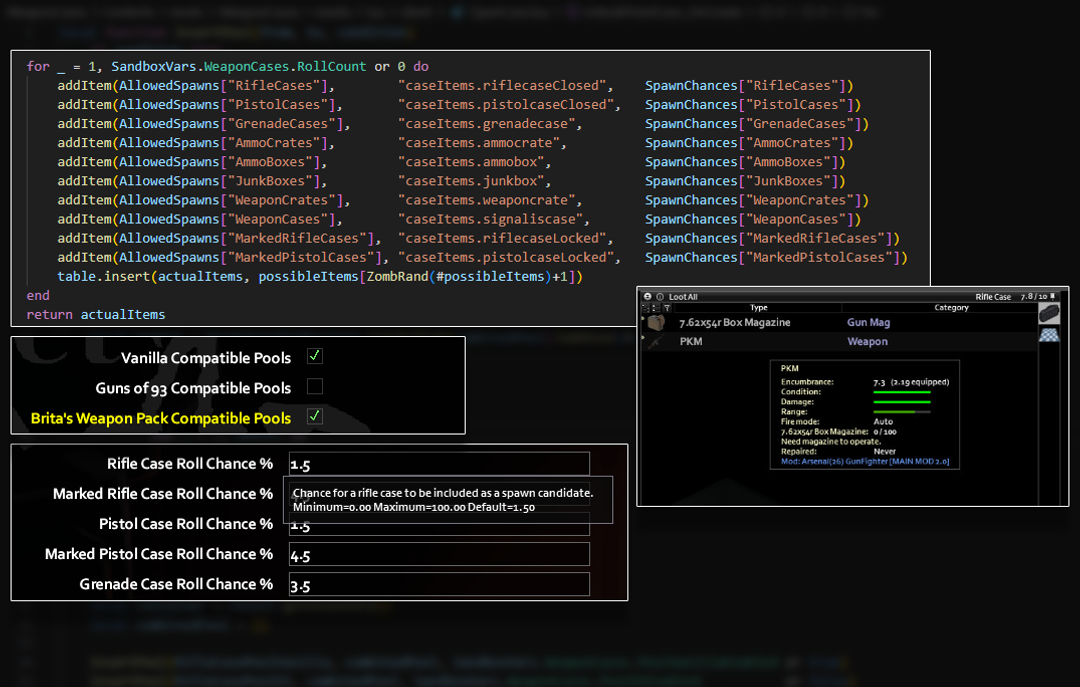 for _ = 1, SandboxVars.WeaponCases.RollCount or 0 do
addItem(AllowedSpawns["RifleCases"], "caseItems.riflecaseClosed", SpawnChances["RifleCases"])
addItem(AllowedSpawns["PistolCases"], "caseItems.pistolcaseClosed", SpawnChances["PistolCases"])
addItem(AllowedSpawns["GrenadeCases"], "caseItems.grenadecase", SpawnChances["GrenadeCases"])
addItem(AllowedSpawns["AmmoCrates"], "caseItems.ammocrate", SpawnChances["AmmoCrates"])
addItem(AllowedSpawns["AmmoBoxes"], "caseItems.ammobox", SpawnChances["AmmoBoxes"])
addItem(AllowedSpawns["JunkBoxes"], "caseItems.junkbox", SpawnChances["JunkBoxes"])
addItem(AllowedSpawns["WeaponCrates"], "caseItems.weaponcrate", SpawnChances["WeaponCrates"])
addItem(AllowedSpawns["WeaponCases"], "caseItems.signaliscase", SpawnChances["WeaponCases"])
addItem(AllowedSpawns["MarkedRifleCases"], "caseItems.riflecaseLocked", SpawnChances["MarkedRifleCases"])
addItem(AllowedSpawns["MarkedPistolCases"], "caseItems.pistolcaseLocked", SpawnChances["MarkedPistolCases"])
table.insert(actualItems, possibleItems[ZombRand(#possibleItems)+1])
end
return actualItems
Loot All Rifle Case 7.8 / 10
Type Category
7.62x54r Box Magazine Gun Mag
PKM Weapon
PKM
Encumbrance: 7.3 (2.19 equipped)
Condition:
Damage:
Range:
Fire mode: Auto
7.62x54r Box Magazine: 0 / 100
Need magazine to operate.
Repaired: Never
Mod: Arsenal(26) GunFighter [MAIN MOD 2.0]
Vanilla Compatible Pools
Guns of 93 Compatible Pools
Brita's Weapon Pack Compatible Pools
Rifle Case Roll Chance % 1.5
Marked Rifle Case Roll Chance %
Chance for a rifle case to be included as a spawn candidate.
Minimum=0.00 Maximum=100.00 Default=1.50
Pistol Case Roll Chance % 1.5
Marked Pistol Case Roll Chance % 4.5
Grenade Case Roll Chance % 3.5